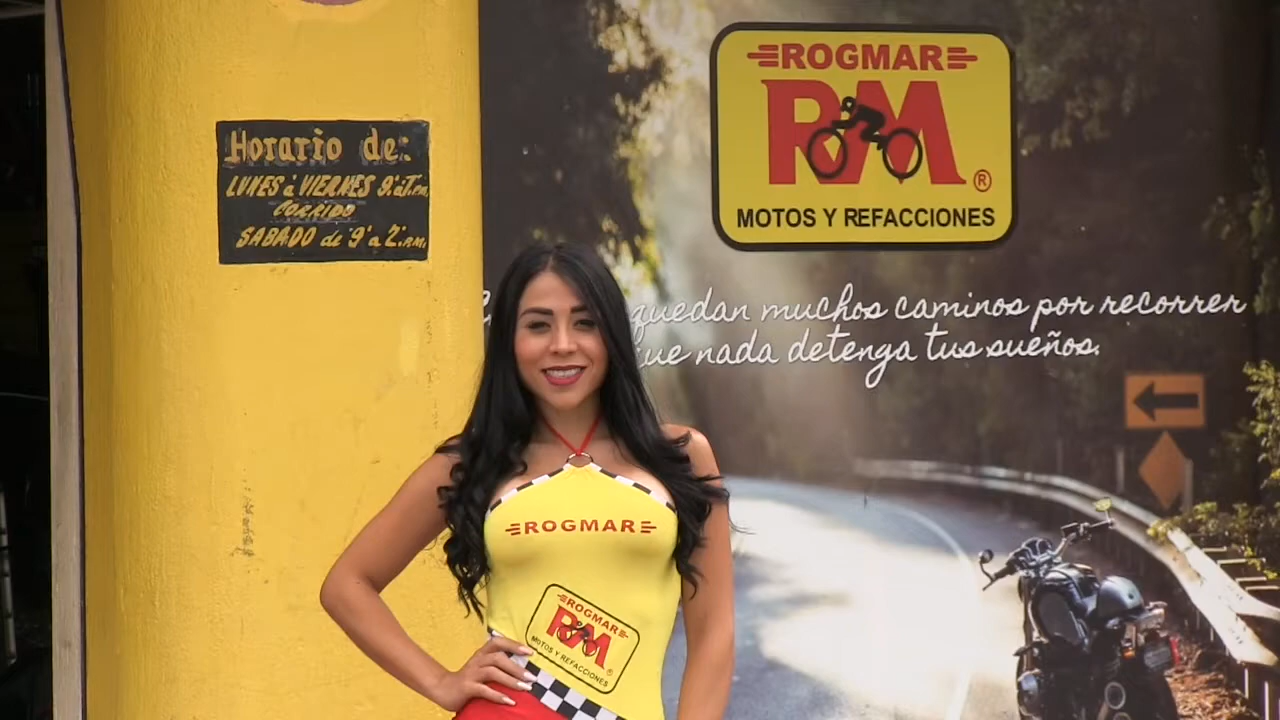 Horario de:
LUNES a VIERNES 9 a 7 P.M.
CORRIDO
SABADO de 9 a 2 P.M.
ROGMAR
RM
®
MOTOS Y REFACCIONES
quedan muchos caminos por recorrer
que nada detenga tus sueños.
ROGMAR
ROGMAR
RM
®
MOTOS Y REFACCIONES